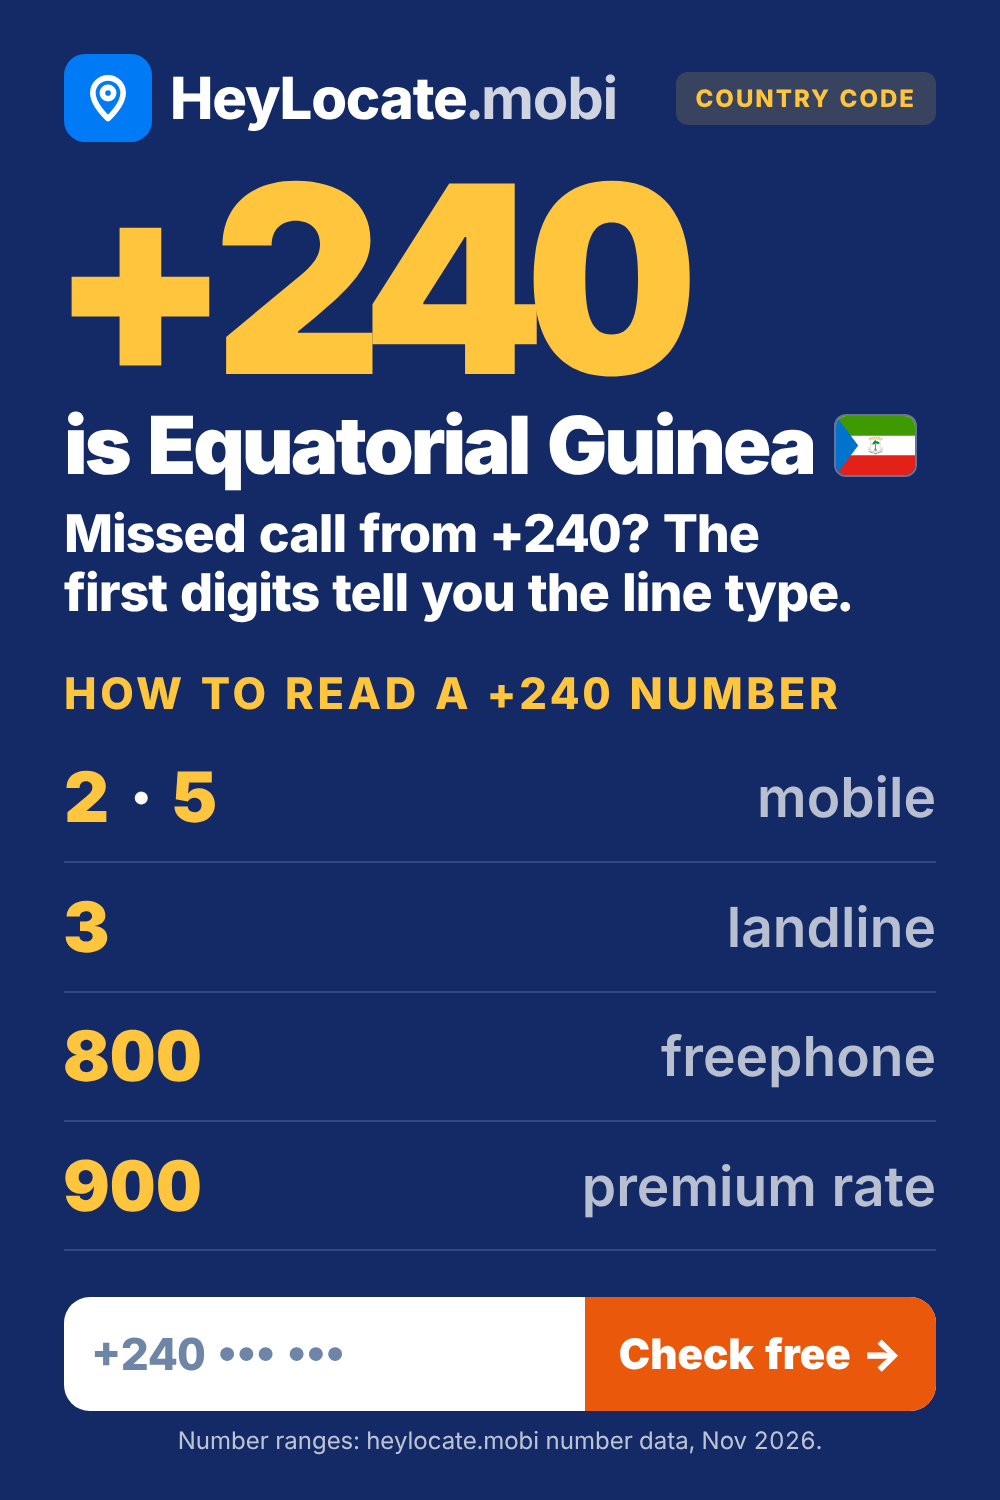 HeyLocate.mobi
COUNTRY CODE
+240
is Equatorial Guinea
Missed call from +240? The
first digits tell you the line type.
HOW TO READ A +240 NUMBER
2 · 5 mobile
3 landline
800 freephone
900 premium rate
+240 ••• ••• Check free →
Number ranges: heylocate.mobi number data, Nov 2026.